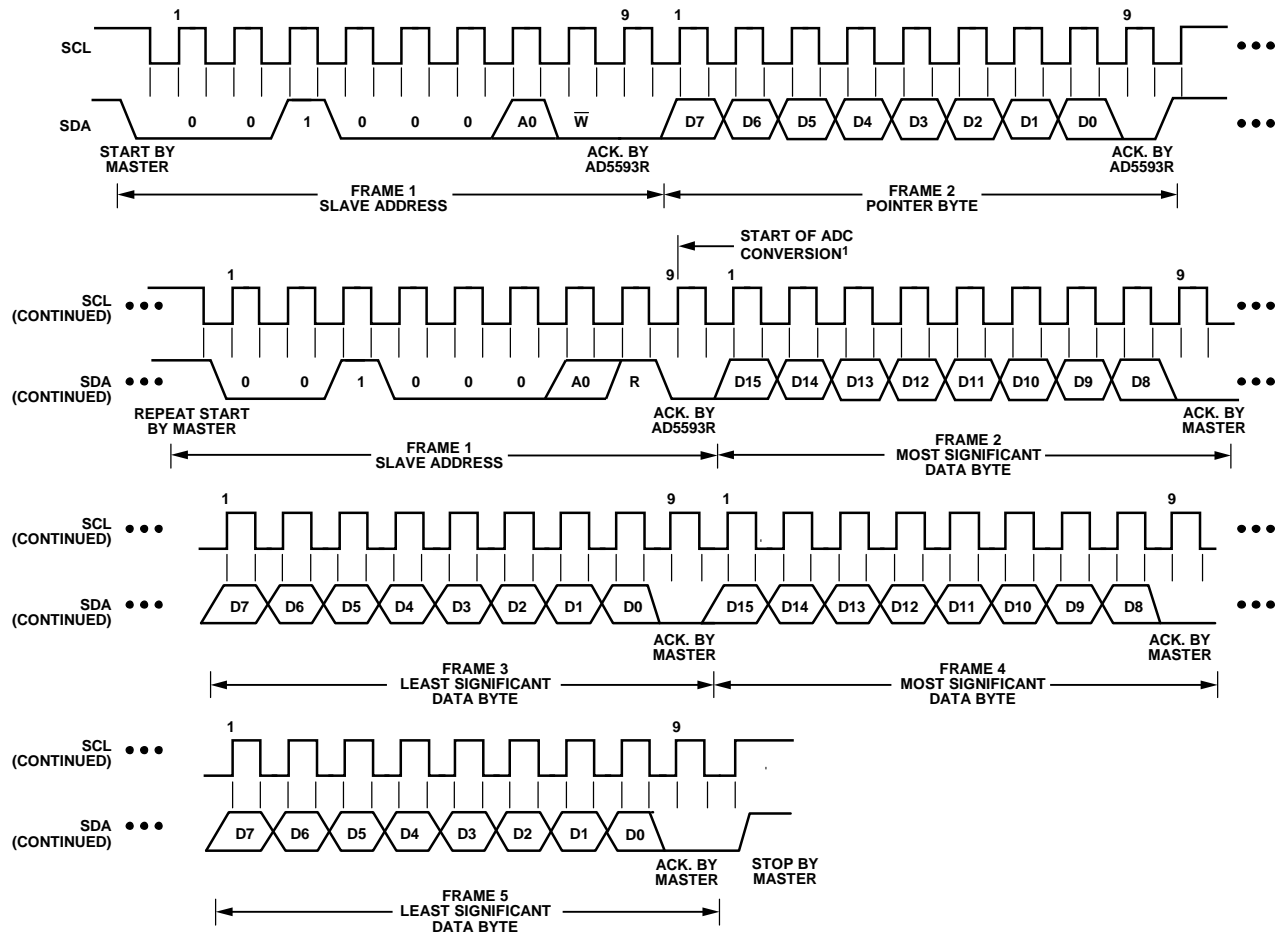 1 9 1 9
SCL
SDA 0 0 1 0 0 0 A0 W D7 D6 D5 D4 D3 D2 D1 D0
START BY
MASTER
ACK. BY
AD5593R
ACK. BY
AD5593R
FRAME 1
SLAVE ADDRESS
FRAME 2
POINTER BYTE
START OF ADC
CONVERSION1
1 9 1 9
SCL
(CONTINUED)
SDA
(CONTINUED)
0 0 1 0 0 0 A0 R D15 D14 D13 D12 D11 D10 D9 D8
REPEAT START
BY MASTER
ACK. BY
AD5593R
ACK. BY
MASTER
FRAME 1
SLAVE ADDRESS
FRAME 2
MOST SIGNIFICANT
DATA BYTE
1 9 1 9
SCL
(CONTINUED)
SDA
(CONTINUED)
D7 D6 D5 D4 D3 D2 D1 D0 D15 D14 D13 D12 D11 D10 D9 D8
ACK. BY
MASTER
ACK. BY
MASTER
FRAME 3
LEAST SIGNIFICANT
DATA BYTE
FRAME 4
MOST SIGNIFICANT
DATA BYTE
1 9
SCL
(CONTINUED)
SDA
(CONTINUED)
D7 D6 D5 D4 D3 D2 D1 D0
ACK. BY
MASTER
STOP BY
MASTER
FRAME 5
LEAST SIGNIFICANT
DATA BYTE